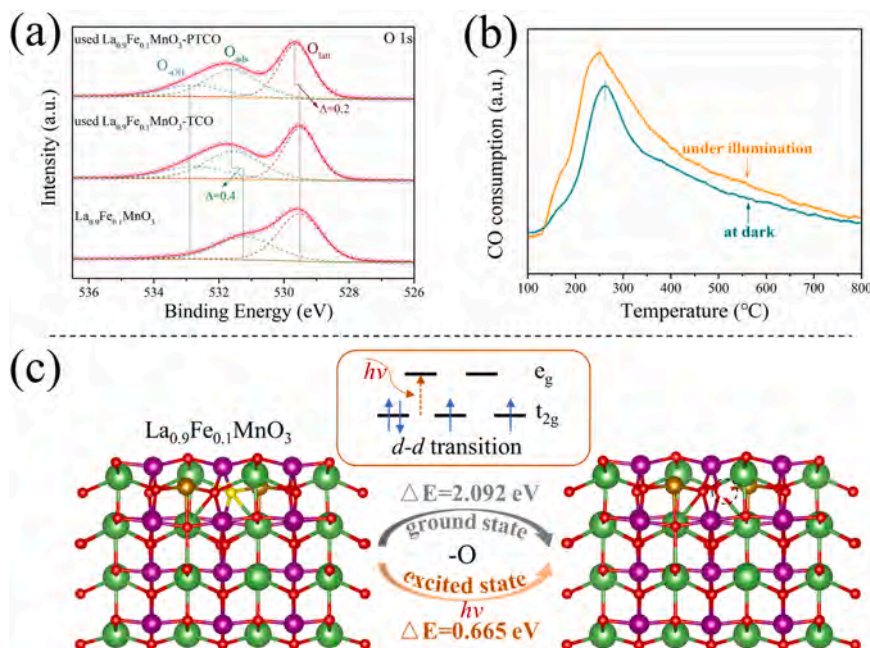 (a)
used La₀.₉Fe₀.₁MnO₃-PTCO
O 1s
O-OH
Oads
Olatt
Δ=0.2
used La₀.₉Fe₀.₁MnO₃-TCO
Δ=0.4
La₀.₉Fe₀.₁MnO₃
Intensity (a.u.)
536 534 532 530 528 526
Binding Energy (eV)
(b)
CO consumption (a.u.)
under illumination
at dark
100 200 300 400 500 600 700 800
Temperature (℃)
(c)
hν
e_g
t₂g
d-d transition
La₀.₉Fe₀.₁MnO₃
△E=2.092 eV
ground state
-O
excited state
hν
△E=0.665 eV